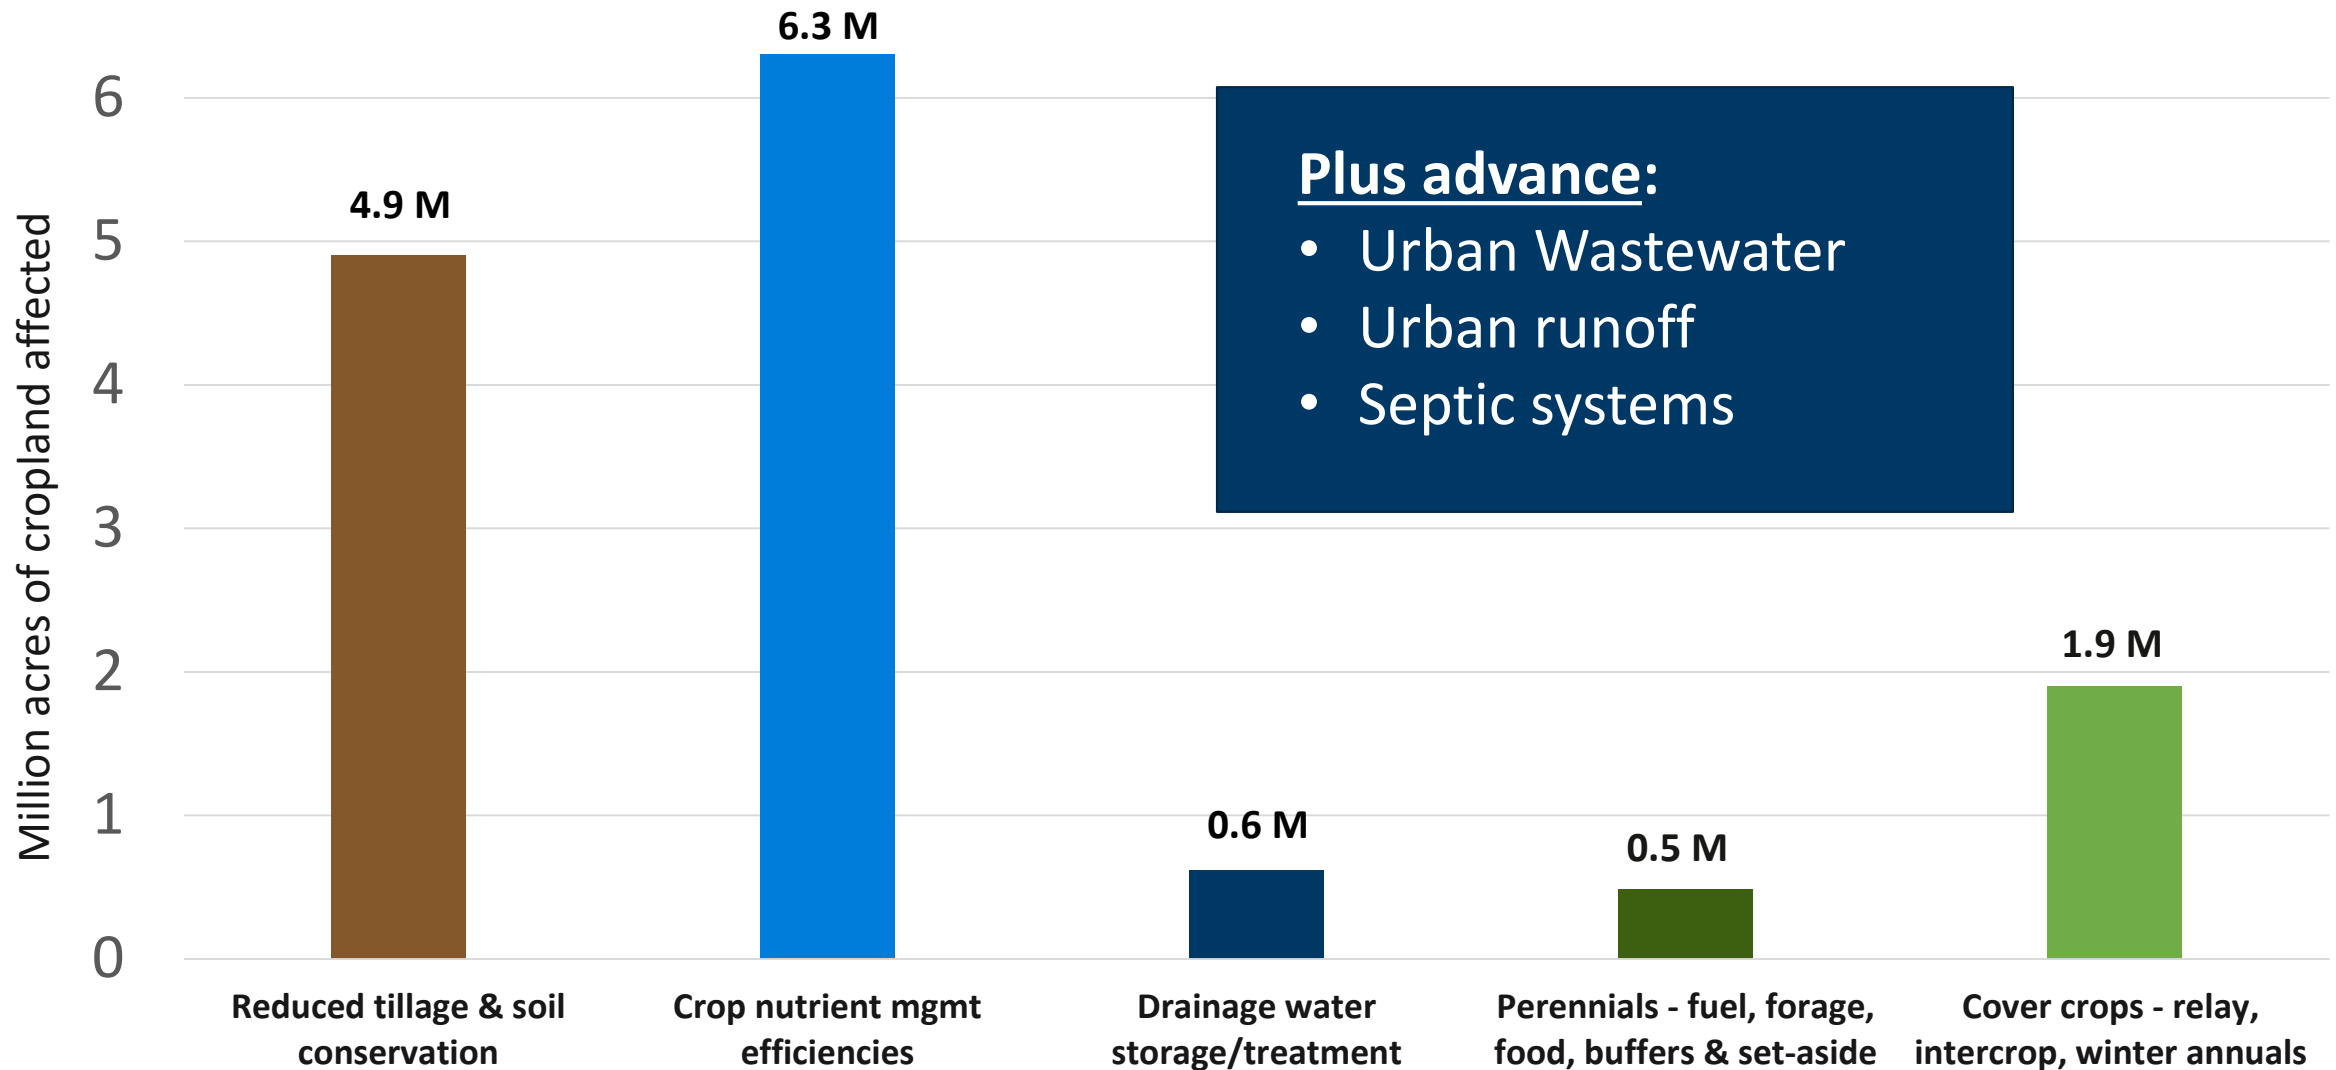 6.3 M
6
Plus advance:
4.9 M
5
• Urban Wastewater
• Urban runoff
4
• Septic systems
Million acres of cropland affected
3
2
1.9 M
1
0.6 M
0.5 M
0
Reduced tillage & soil
conservation
Crop nutrient mgmt
efficiencies
Drainage water
storage/treatment
Perennials - fuel, forage,
food, buffers & set-aside
Cover crops - relay,
intercrop, winter annuals